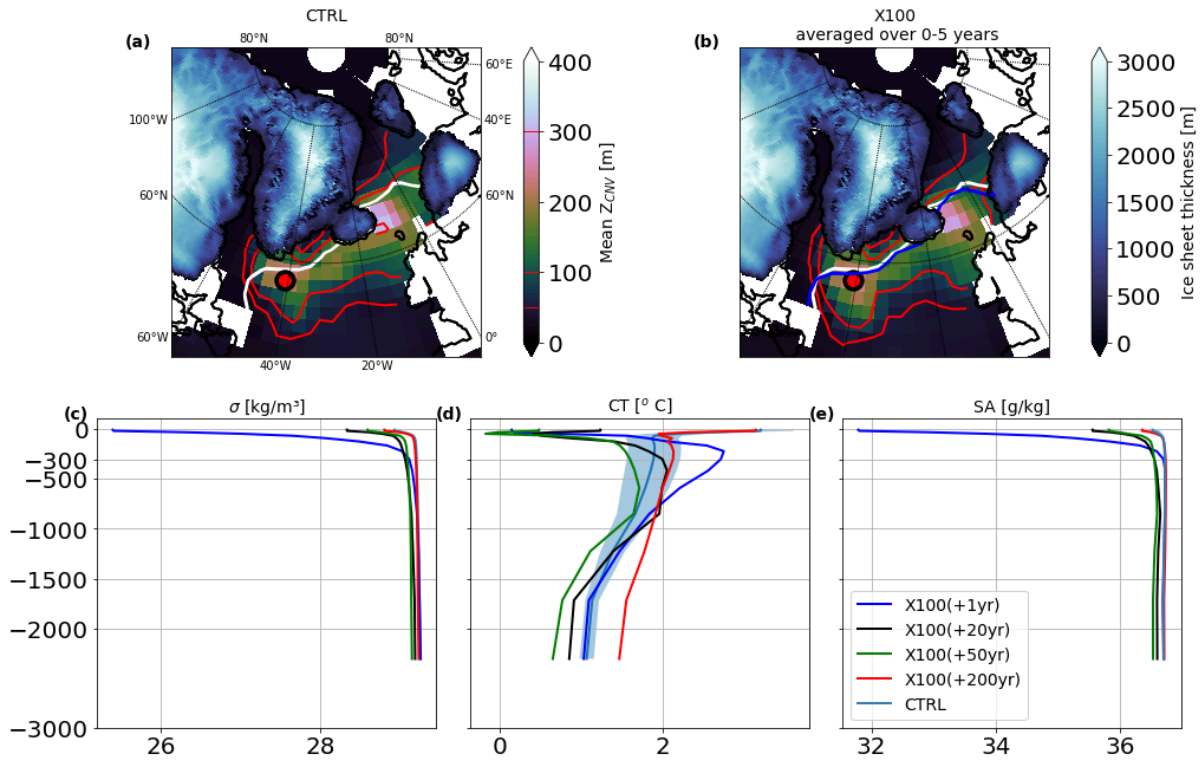 CTRL
X100
averaged over 0-5 years
(a)
80°N
80°N
60°E
100°W
40°E
60°W
20°E
60°W
40°W
20°W
0°
400
300
200
100
0
Mean Z_CNV [m]
(b)
3000
2500
2000
1500
1000
500
0
Ice sheet thickness [m]
(c)
σ [kg/m³]
(d)
CT [° C]
(e)
SA [g/kg]
0
−300
−500
−1000
−1500
−2000
−3000
26
28
0
2
32
34
36
X100(+1yr)
X100(+20yr)
X100(+50yr)
X100(+200yr)
CTRL